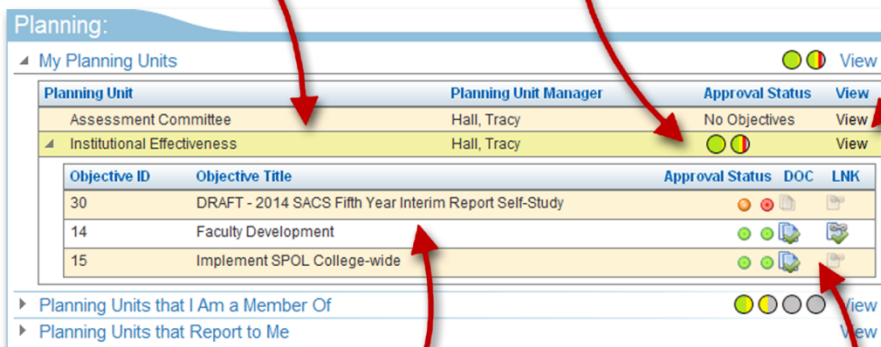 Planning:
My Planning Units View
Planning Unit Planning Unit Manager Approval Status View
Assessment Committee Hall, Tracy No Objectives View
Institutional Effectiveness Hall, Tracy View
Objective ID Objective Title Approval Status DOC LNK
30 DRAFT - 2014 SACS Fifth Year Interim Report Self-Study
14 Faculty Development
15 Implement SPOL College-wide
Planning Units that I Am a Member Of View
Planning Units that Report to Me View